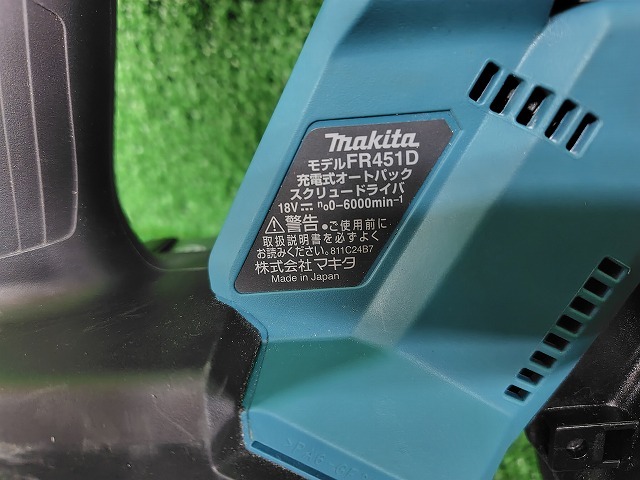 makita
モデルFR451D
充電式オートパック
スクリュードライバ
18V⎓ n₀0-6000min⁻¹
⚠警告●ご使用前に
取扱説明書を必ずよく
お読みください。811C24B7
株式会社マキタ
Made in Japan